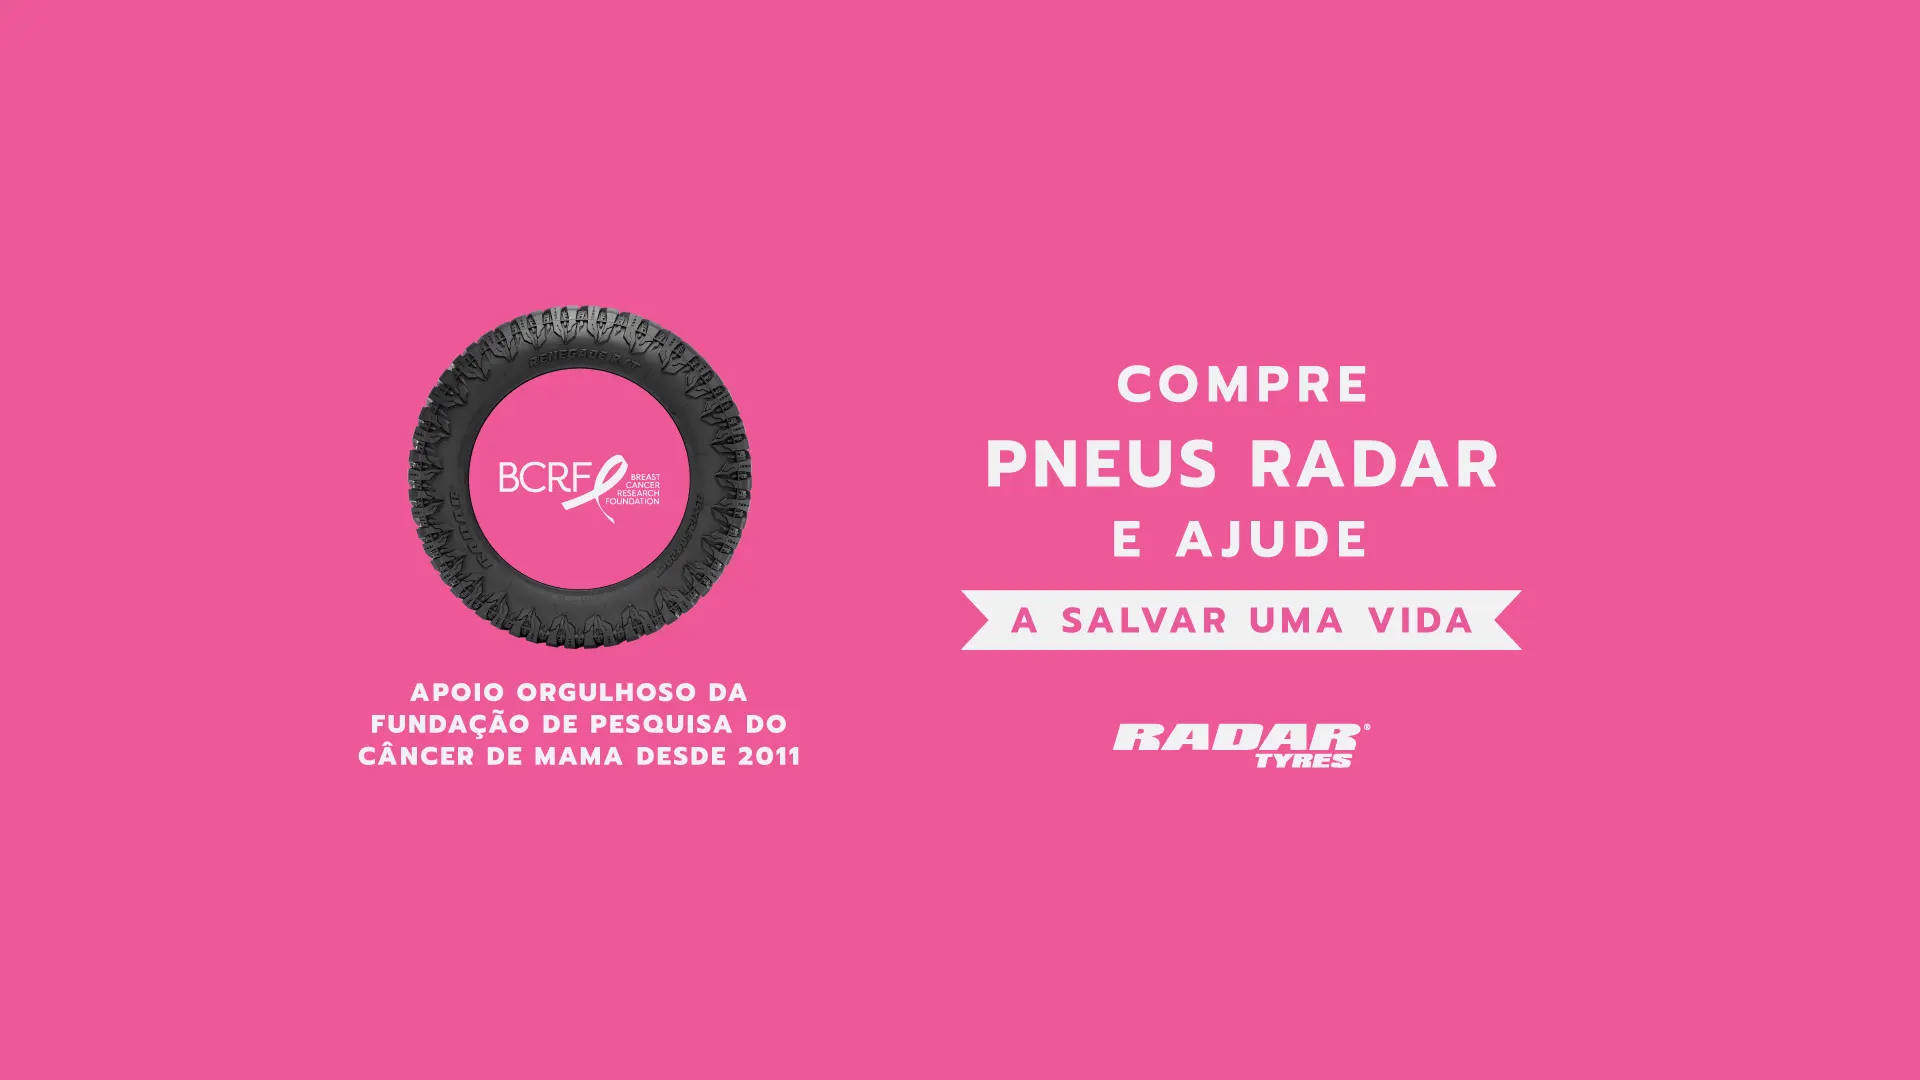 RENEGADE R/T
BCRF
BREAST
CANCER
RESEARCH
FOUNDATION
APOIO ORGULHOSO DA
FUNDAÇÃO DE PESQUISA DO
CÂNCER DE MAMA DESDE 2011
COMPRE
PNEUS RADAR
E AJUDE
A SALVAR UMA VIDA
RADAR®
TYRES